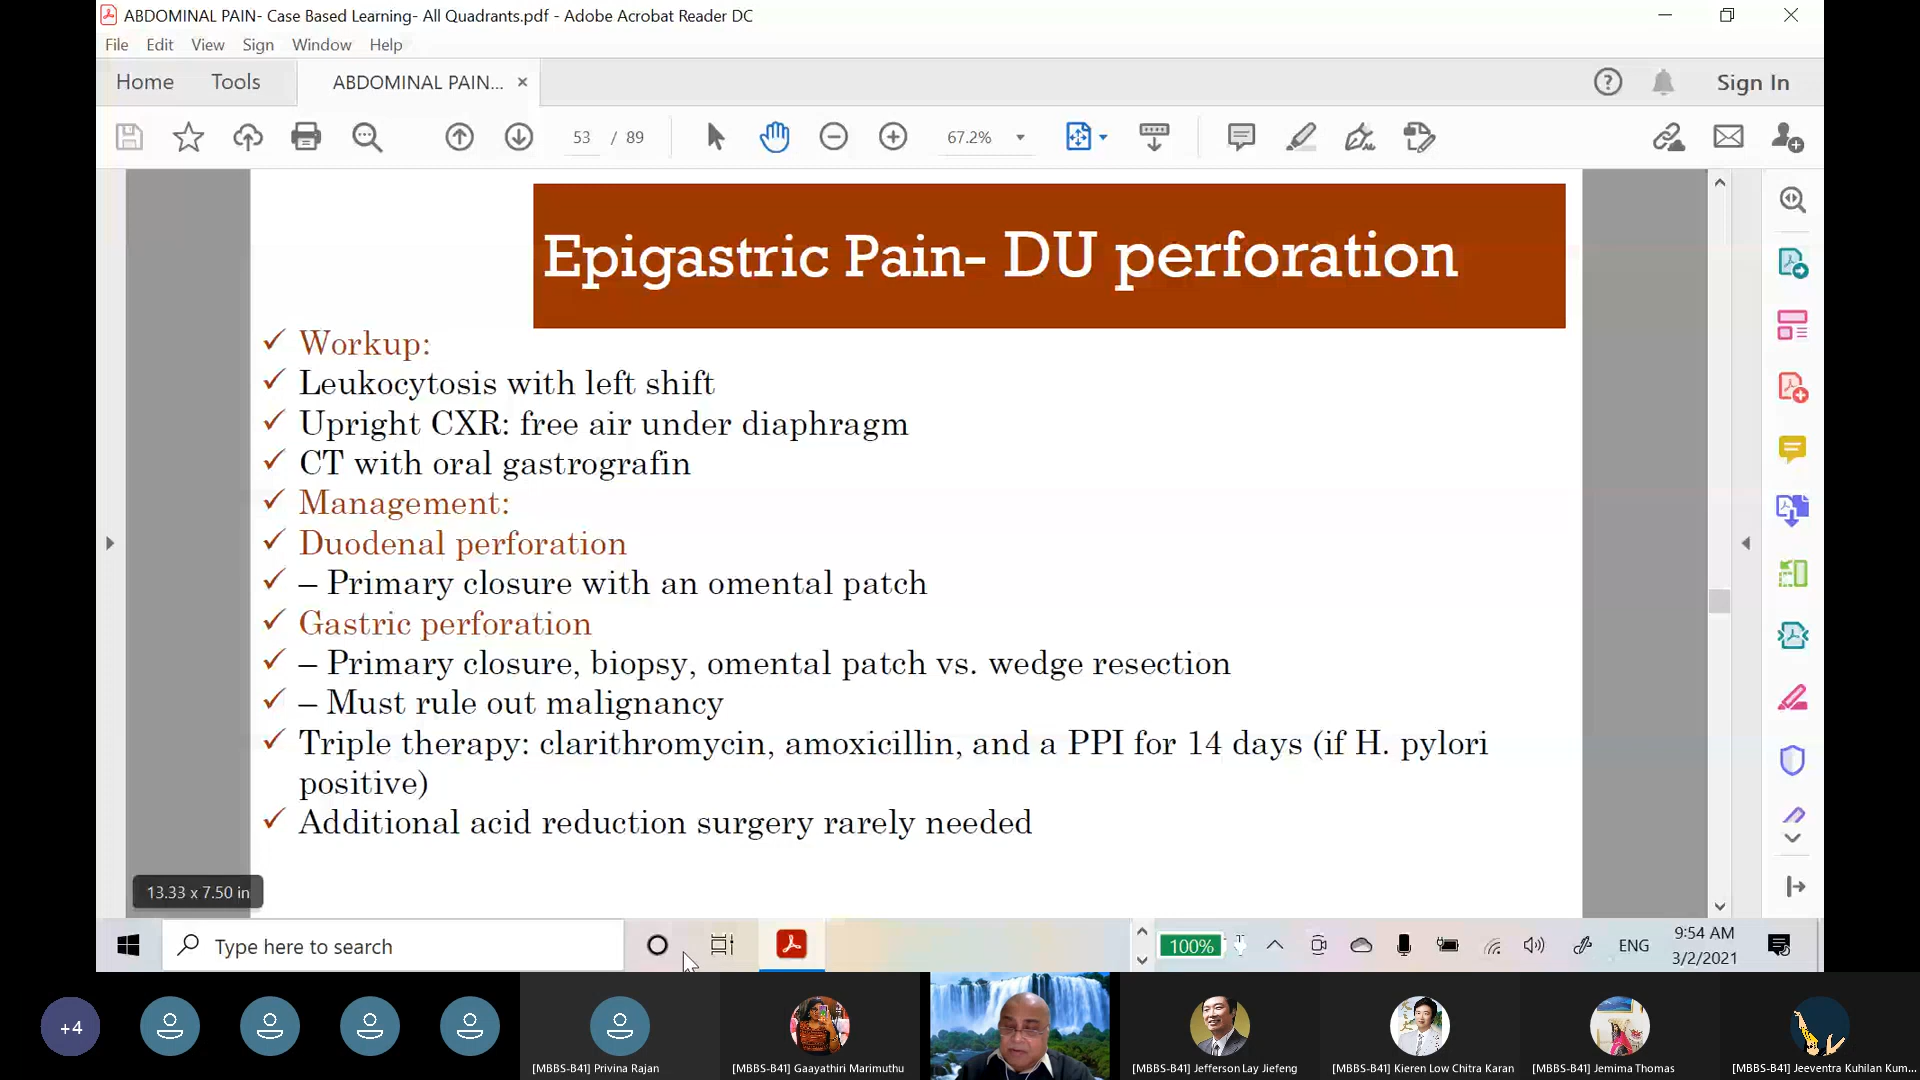 ABDOMINAL PAIN- Case Based Learning- All Quadrants.pdf - Adobe Acrobat Reader DC
File Edit View Sign Window Help
Home Tools ABDOMINAL PAIN... × Sign In
53 / 89 67.2%
Epigastric Pain- DU perforation
✓ Workup:
✓ Leukocytosis with left shift
✓ Upright CXR: free air under diaphragm
✓ CT with oral gastrografin
✓ Management:
✓ Duodenal perforation
✓ – Primary closure with an omental patch
✓ Gastric perforation
✓ – Primary closure, biopsy, omental patch vs. wedge resection
✓ – Must rule out malignancy
✓ Triple therapy: clarithromycin, amoxicillin, and a PPI for 14 days (if H. pylori
positive)
✓ Additional acid reduction surgery rarely needed
13.33 x 7.50 in
Type here to search
100%
ENG
9:54 AM
3/2/2021
+4
[MBBS-B41] Privina Rajan
[MBBS-B41] Gaayathiri Marimuthu
[MBBS-B41] Jefferson Lay Jiefeng
[MBBS-B41] Kieren Low Chitra Karan
[MBBS-B41] Jemima Thomas
[MBBS-B41] Jeeventra Kuhilan Kum...